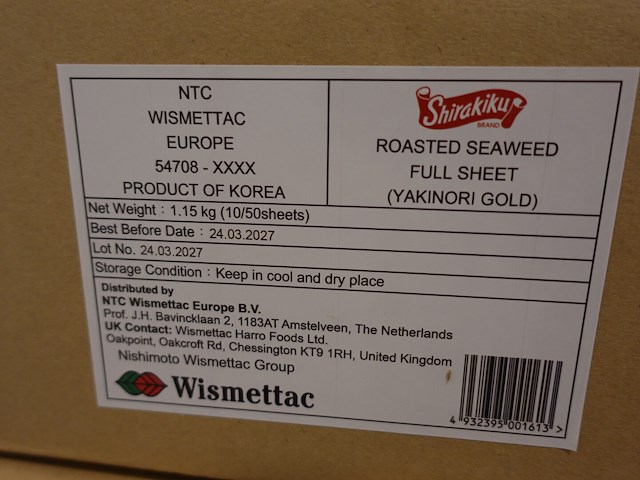 NTC
WISMETTAC
EUROPE
54708 - XXXX
PRODUCT OF KOREA
Shirakiku
BRAND
ROASTED SEAWEED
FULL SHEET
(YAKINORI GOLD)
Net Weight : 1.15 kg (10/50sheets)
Best Before Date : 24.03.2027
Lot No. 24.03.2027
Storage Condition : Keep in cool and dry place
Distributed by
NTC Wismettac Europe B.V.
Prof. J.H. Bavincklaan 2, 1183AT Amstelveen, The Netherlands
UK Contact: Wismettac Harro Foods Ltd.
Oakpoint, Oakcroft Rd, Chessington KT9 1RH, United Kingdom
Nishimoto Wismettac Group
Wismettac
4 932395 001613 >